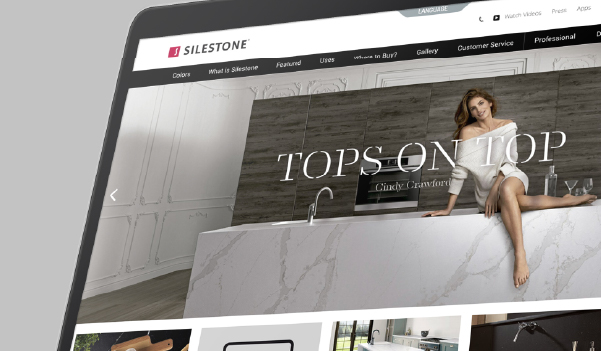 LANGUAGE
Watch Videos Press Apps
SILESTONE
Colors What is Silestone Featured Uses Where to Buy? Gallery Customer Service Professional
TOPS ON TOP
Cindy Crawford